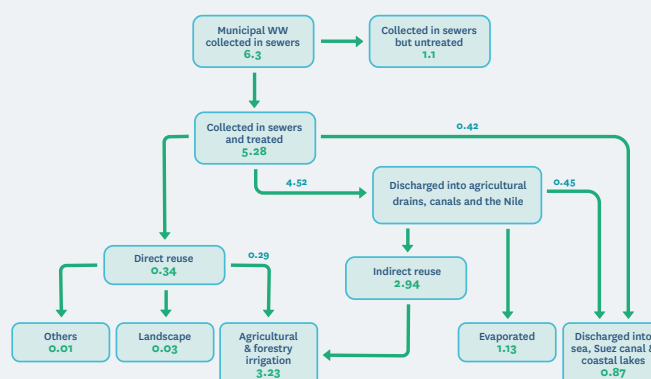 Municipal WW
collected in sewers
6.3
Collected in sewers
but untreated
1.1
Collected in sewers
and treated
5.28
0.42
4.52
Discharged into agricultural
drains, canals and the Nile
0.45
Direct reuse
0.34
0.29
Indirect reuse
2.94
Others
0.01
Landscape
0.03
Agricultural
& forestry
irrigation
3.23
Evaporated
1.13
Discharged into
sea, Suez canal &
coastal lakes
0.87